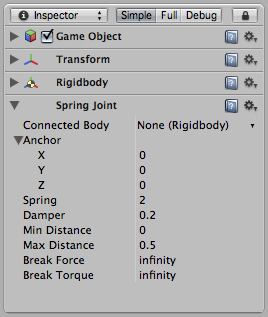 Inspector Simple Full Debug
Game Object
Transform
Rigidbody
Spring Joint
Connected Body None (Rigidbody)
Anchor
X 0
Y 0
Z 0
Spring 2
Damper 0.2
Min Distance 0
Max Distance 0.5
Break Force infinity
Break Torque infinity